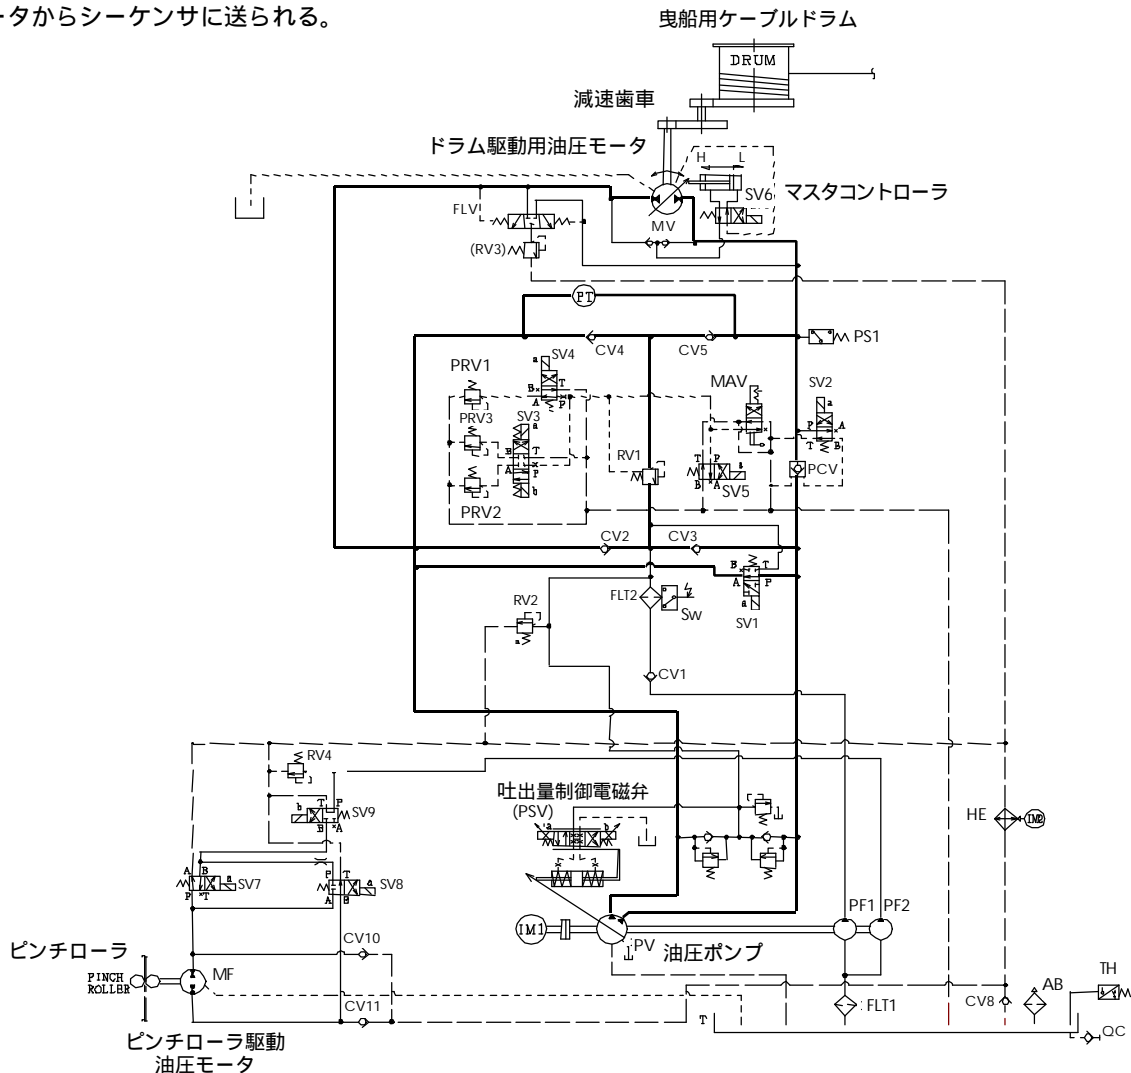 ータからシーケンサに送られる。
曳船用ケーブルドラム
DRUM
減速歯車
ドラム駆動用油圧モータ
H L
SV6
マスタコントローラ
FLV1
MV
(RV3)
PT
CV4 CV5
PS1
PRV1
a SV4
B T
A P
MAV
SV2
a
P A
T B
PRV3
SV3
a
B T
A P
b
RV1
T P
a
B A
SV5
PCV
PRV2
CV2 CV3
B T
A P
a
SV1
FLT2
SW
RV2
a
CV1
RV4
T P
b
SV9
B A
吐出量制御電磁弁
(PSV)
a b
HE
IM2
A B
a
P T
SV7
P T
a
SV8
A B
PF1 PF2
IM1
PV
油圧ポンプ
ピンチローラ
CV10
PINCH
ROLLER
MF
CV11
T
FLT1
CV8
AB
TH
QC
ピンチローラ駆動
油圧モータ